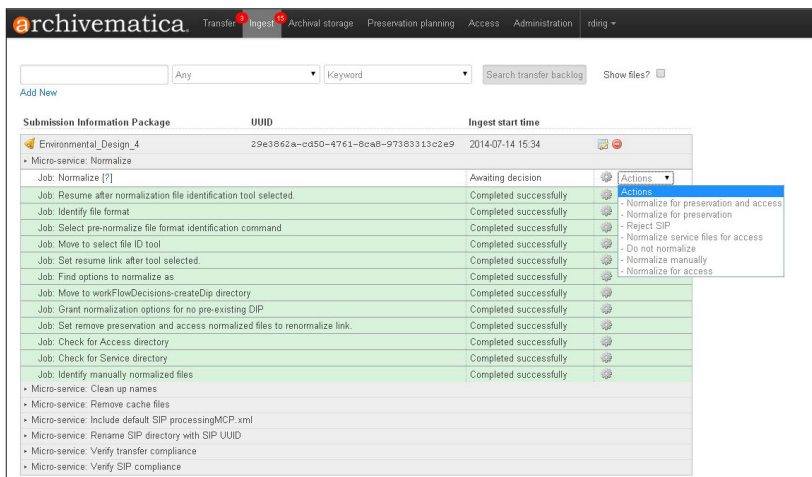 archivematica. Transfer 3 Ingest 15 Archival storage Preservation planning Access Administration rdirig
Any Keyword Search transfer backlog Show files?
Add New
Submission Information Package UUID Ingest start time
Environmental_Design_4 29e3862a-cd50-4761-8ca8-97383313c2e9 2014-07-14 15:34
Micro-service: Normalize
Job: Normalize [?] Awaiting decision Actions
Actions
- Normalize for preservation and access
- Normalize for preservation
- Reject SIP
- Normalize service files for access
- Do not normalize
- Normalize manually
- Normalize for access
Job: Resume after normalization file identification tool selected. Completed successfully
Job: Identify file format Completed successfully
Job: Select pre-normalize file format identification command Completed successfully
Job: Move to select file ID tool Completed successfully
Job: Set resume link after tool selected. Completed successfully
Job: Find options to normalize as Completed successfully
Job: Move to workFlowDecisions-createDip directory Completed successfully
Job: Grant normalization options for no pre-existing DIP Completed successfully
Job: Set remove preservation and access normalized files to renormalize link. Completed successfully
Job: Check for Access directory Completed successfully
Job: Check for Service directory Completed successfully
Job: Identify manually normalized files Completed successfully
Micro-service: Clean up names
Micro-service: Remove cache files
Micro-service: Include default SIP processingMCP.xml
Micro-service: Rename SIP directory with SIP UUID
Micro-service: Verify transfer compliance
Micro-service: Verify SIP compliance